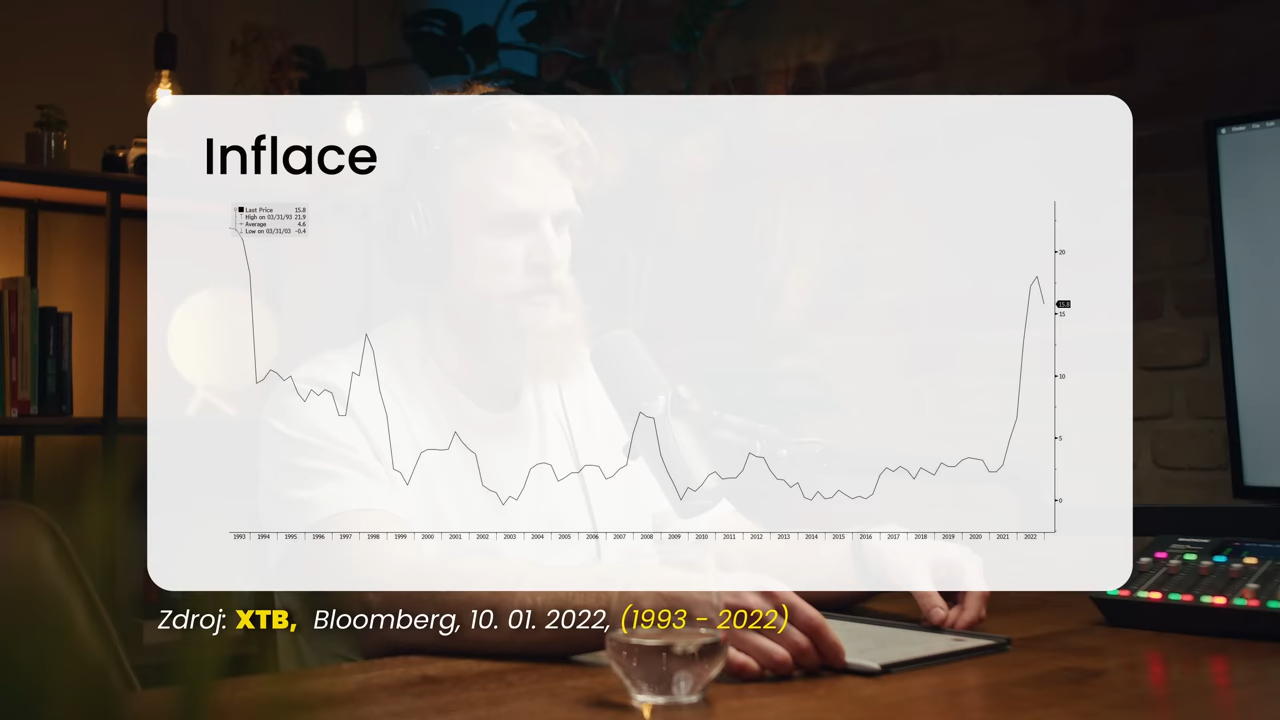 Inflace
Last Price 15.8
High on 03/31/93 21.9
Average 4.6
Low on 03/31/03 -0.4
20
15.8
15
10
5
0
1993 1994 1995 1996 1997 1998 1999 2000 2001 2002 2003 2004 2005 2006 2007 2008 2009 2010 2011 2012 2013 2014 2015 2016 2017 2018 2019 2020 2021 2022
Zdroj: XTB, Bloomberg, 10. 01. 2022, (1993 - 2022)